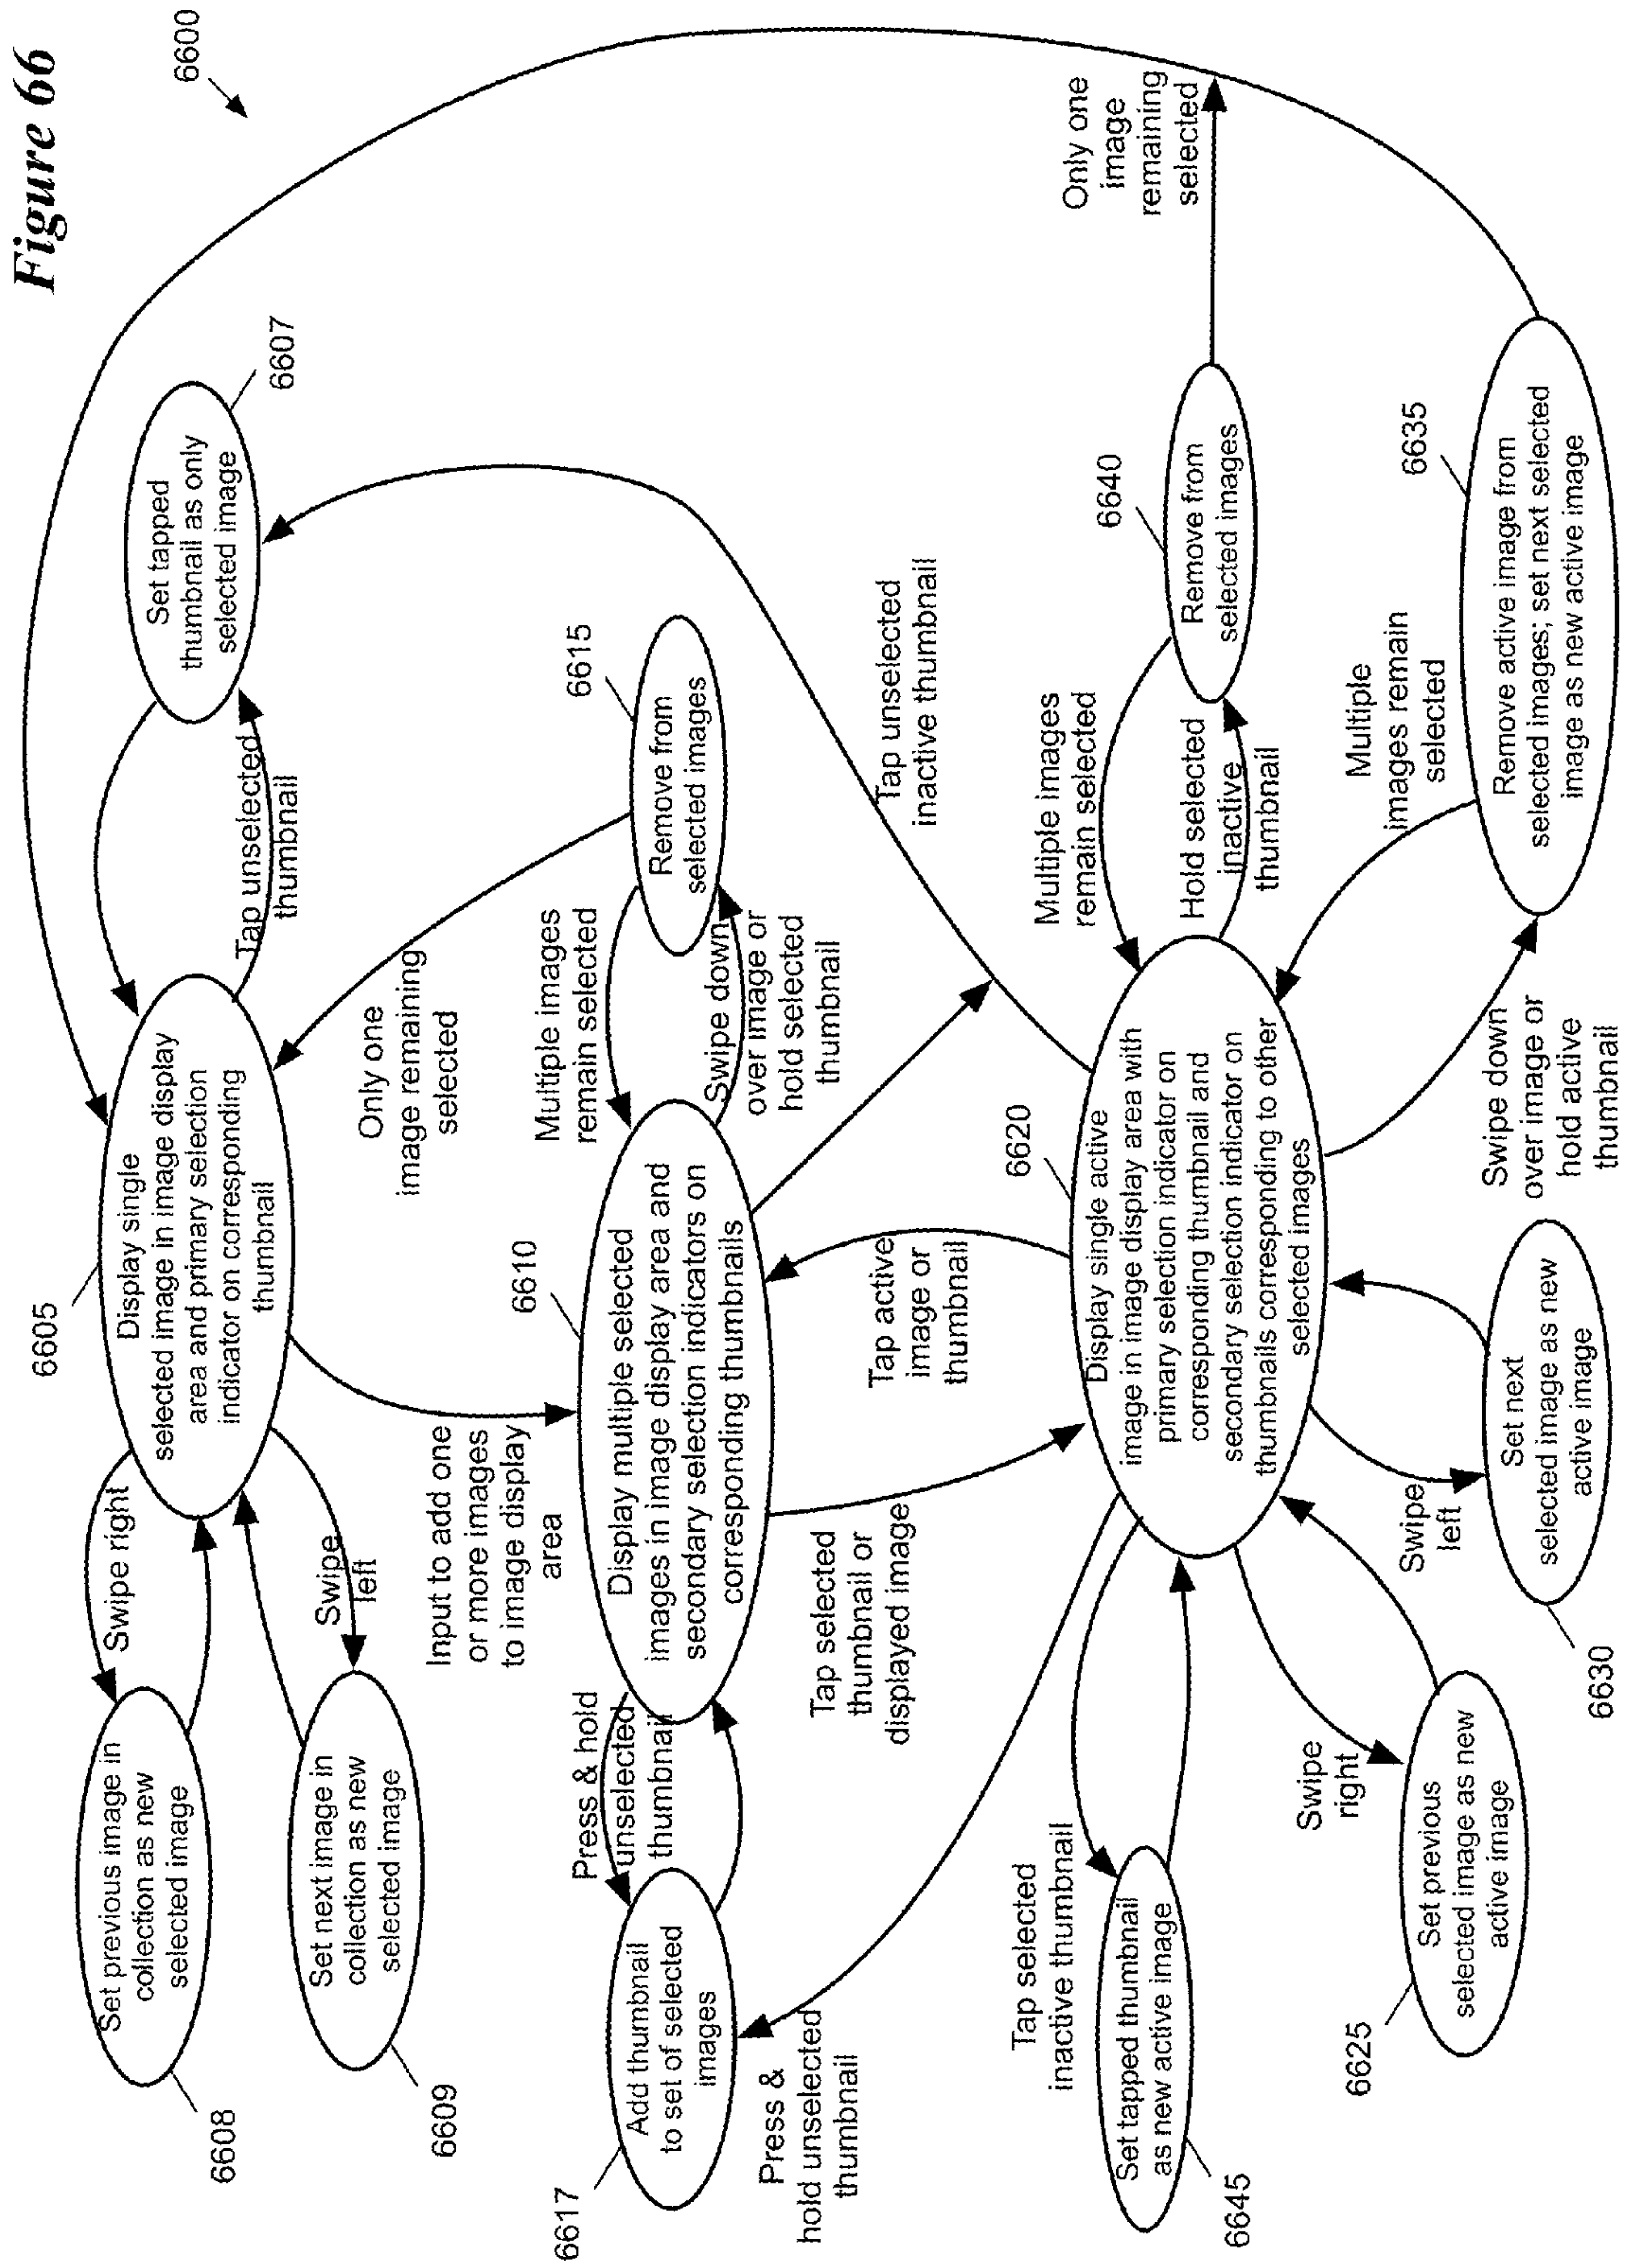 Figure 66
6600
6605
Display single
selected image in image display
area and primary selection
indicator on corresponding
thumbnail
Set tapped
thumbnail as only
selected image
6607
Tap unselected
thumbnail
Swipe right
Set previous image in
collection as new
selected image
6608
Swipe
left
Set next image in
collection as new
selected image
6609
Only one
image remaining
selected
Input to add one
or more images
to image display
area
6610
Display multiple selected
images in image display area and
secondary selection indicators on
corresponding thumbnails
Multiple images
remain selected
Swipe down
over image or
hold selected
thumbnail
6615
Remove from
selected images
Press & hold
unselected
thumbnail
Add thumbnail
to set of selected
images
6617
Press &
hold unselected
thumbnail
Tap selected
thumbnail or
displayed image
Tap active
image or
thumbnail
Tap unselected
inactive thumbnail
6620
Display single active
image in image display area with
primary selection indicator on
corresponding thumbnail and
secondary selection indicator on
thumbnails corresponding to other
selected images
Multiple images
remain selected
Hold selected
inactive
thumbnail
6640
Remove from
selected images
Only one
image
remaining
selected
Multiple
images remain
selected
6635
Remove active image from
selected images; set next selected
image as new active image
Swipe down
over image or
hold active
thumbnail
Tap selected
inactive thumbnail
Set tapped thumbnail
as new active image
6645
Swipe
right
Set previous
selected image as new
active image
6625
Swipe
left
Set next
selected image as new
active image
6630